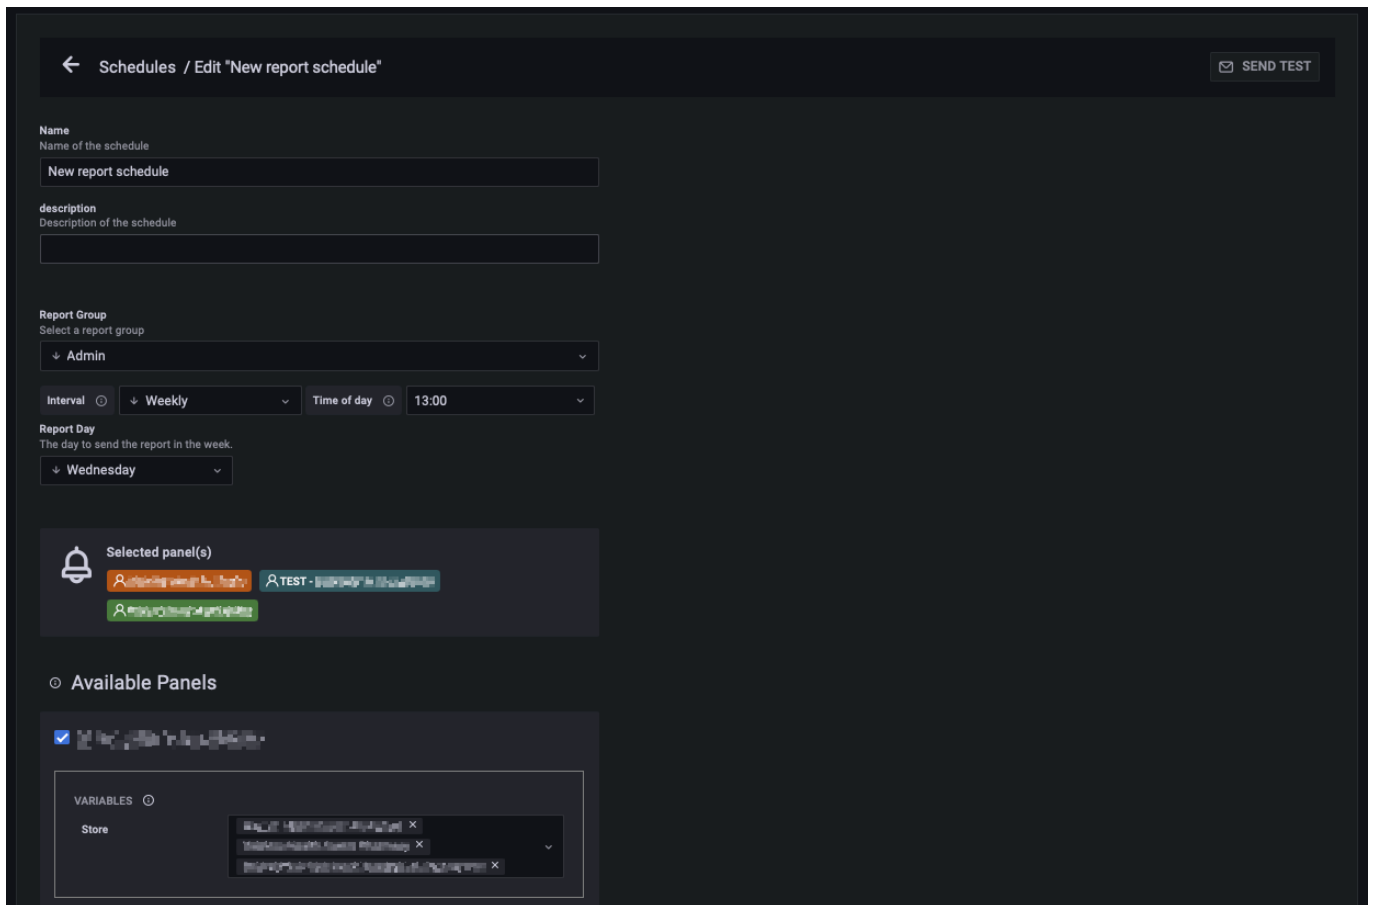 Schedules / Edit "New report schedule"
SEND TEST
Name
Name of the schedule
New report schedule
description
Description of the schedule
Report Group
Select a report group
Admin
Interval Weekly Time of day 13:00
Report Day
The day to send the report in the week.
Wednesday
Selected panel(s)
TEST -
Available Panels
VARIABLES
Store